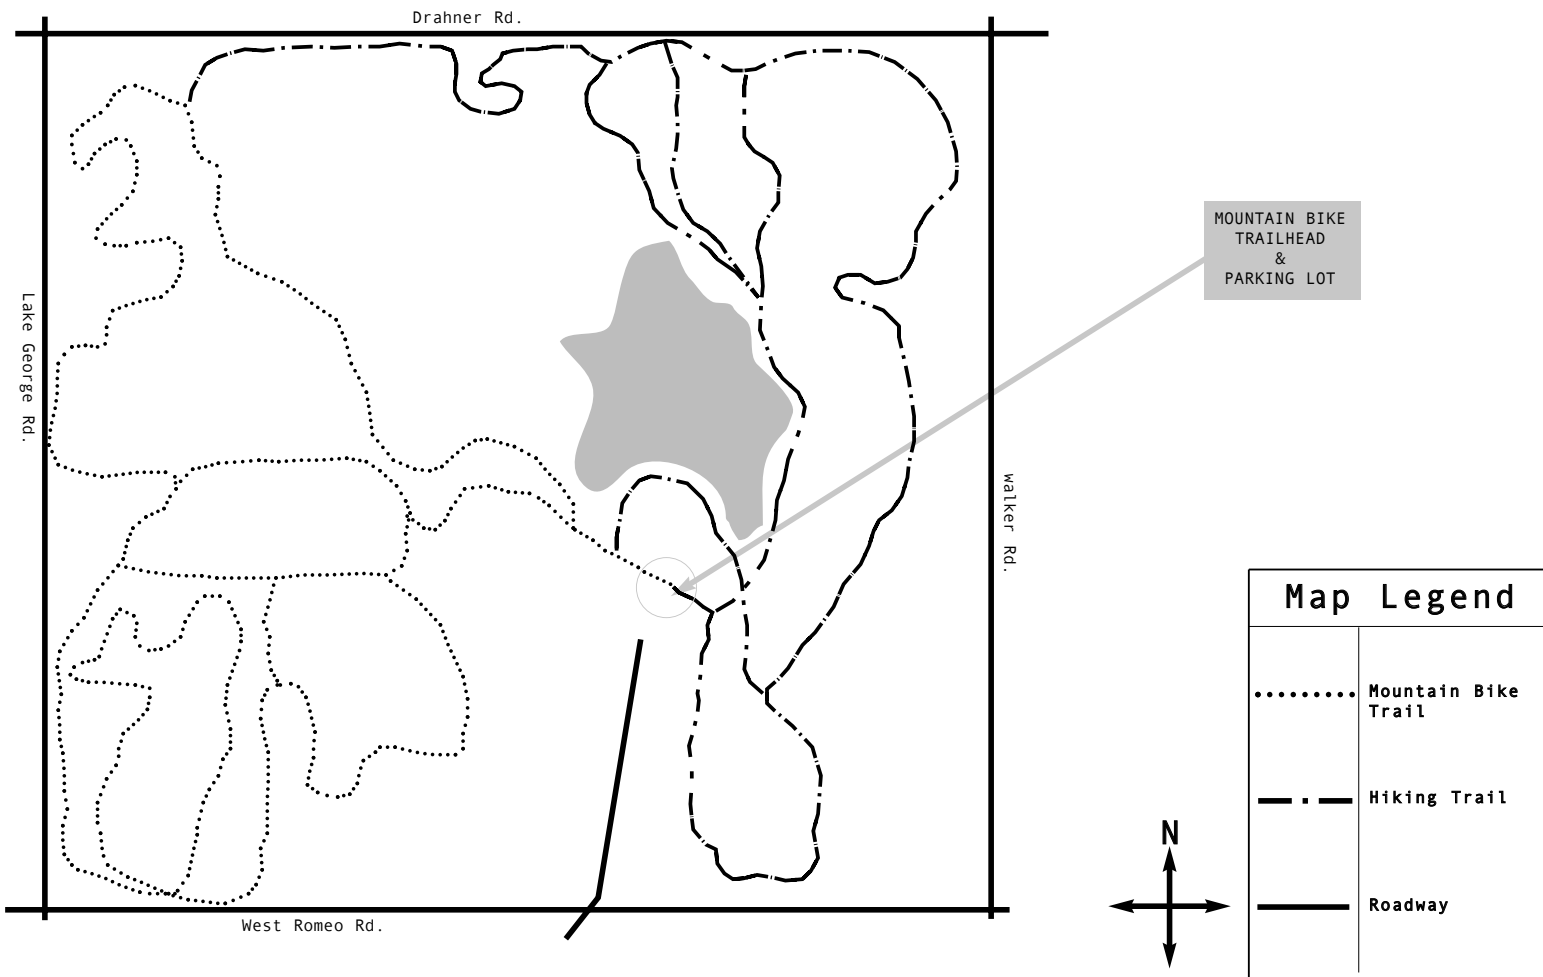 Drahner Rd.
MOUNTAIN BIKE
TRAILHEAD
&
PARKING LOT
Lake George Rd.
walker Rd.
Map Legend
Mountain Bike
Trail
Hiking Trail
N
Roadway
West Romeo Rd.